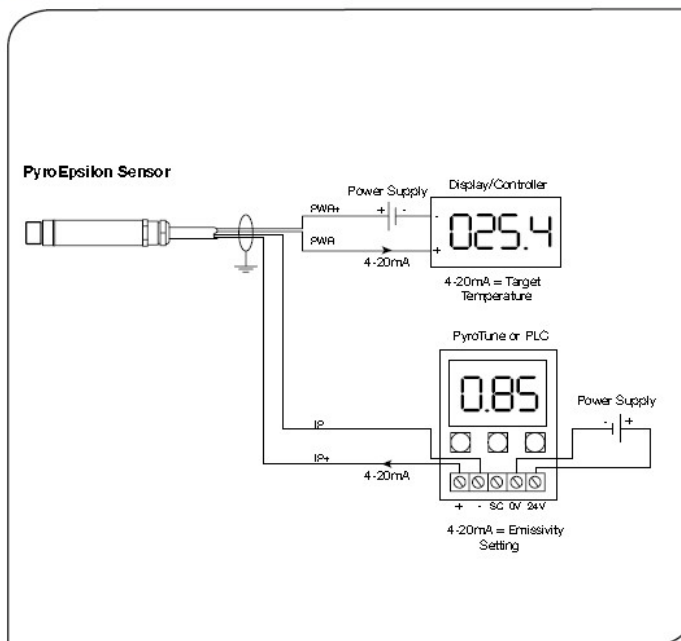 PyroEpsilon Sensor
Power Supply
Display/Controller
PWR+
+ -
-
025.4
PWR-
4-20mA
+
4-20mA = Target
Temperature
PyroTune or PLC
0.85
Power Supply
- +
IP-
IP+
4-20mA
+ - SC 0V 24V
4-20mA = Emissivity
Setting